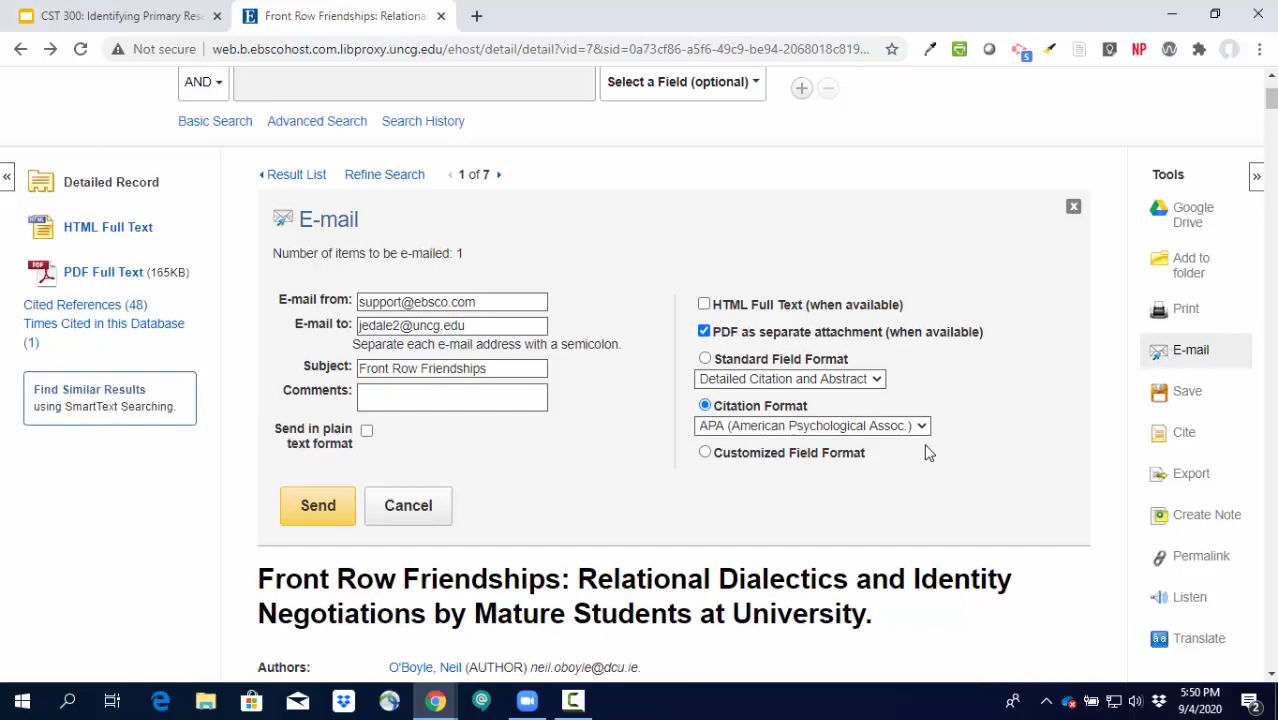 CST 300: Identifying Primary Res
Front Row Friendships: Relationa
Not secure
web.b.ebscohost.com.libproxy.uncg.edu/ehost/detail/detail?vid=7&sid=0a73cf86-a5f6-49c9-be94-2068018c819...
5
NP
AND
Select a Field (optional)
Basic Search
Advanced Search
Search History
Detailed Record
HTML Full Text
PDF Full Text (165KB)
Cited References (48)
Times Cited in this Database
(1)
Find Similar Results
using SmartText Searching.
Result List
Refine Search
1 of 7
E-mail
Number of items to be e-mailed: 1
E-mail from:
support@ebsco.com
E-mail to:
jedale2@uncg.edu
Separate each e-mail address with a semicolon.
Subject:
Front Row Friendships
Comments:
Send in plain
text format
HTML Full Text (when available)
PDF as separate attachment (when available)
Standard Field Format
Detailed Citation and Abstract
Citation Format
APA (American Psychological Assoc.)
Customized Field Format
Send
Cancel
Front Row Friendships: Relational Dialectics and Identity
Negotiations by Mature Students at University.
Authors:
O'Boyle, Neil (AUTHOR) neil.oboyle@dcu.ie.
Tools
Google
Drive
Add to
folder
Print
E-mail
Save
Cite
Export
Create Note
Permalink
Listen
Translate
5:50 PM
9/4/2020
2